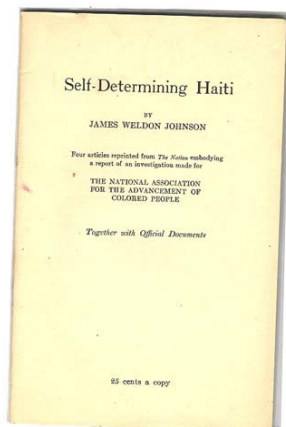 Self-Determining Haiti
BY
JAMES WELDON JOHNSON
Four articles reprinted from The Nation embodying
a report of an investigation made for
THE NATIONAL ASSOCIATION
FOR THE ADVANCEMENT OF
COLORED PEOPLE
Together with Official Documents
25 cents a copy